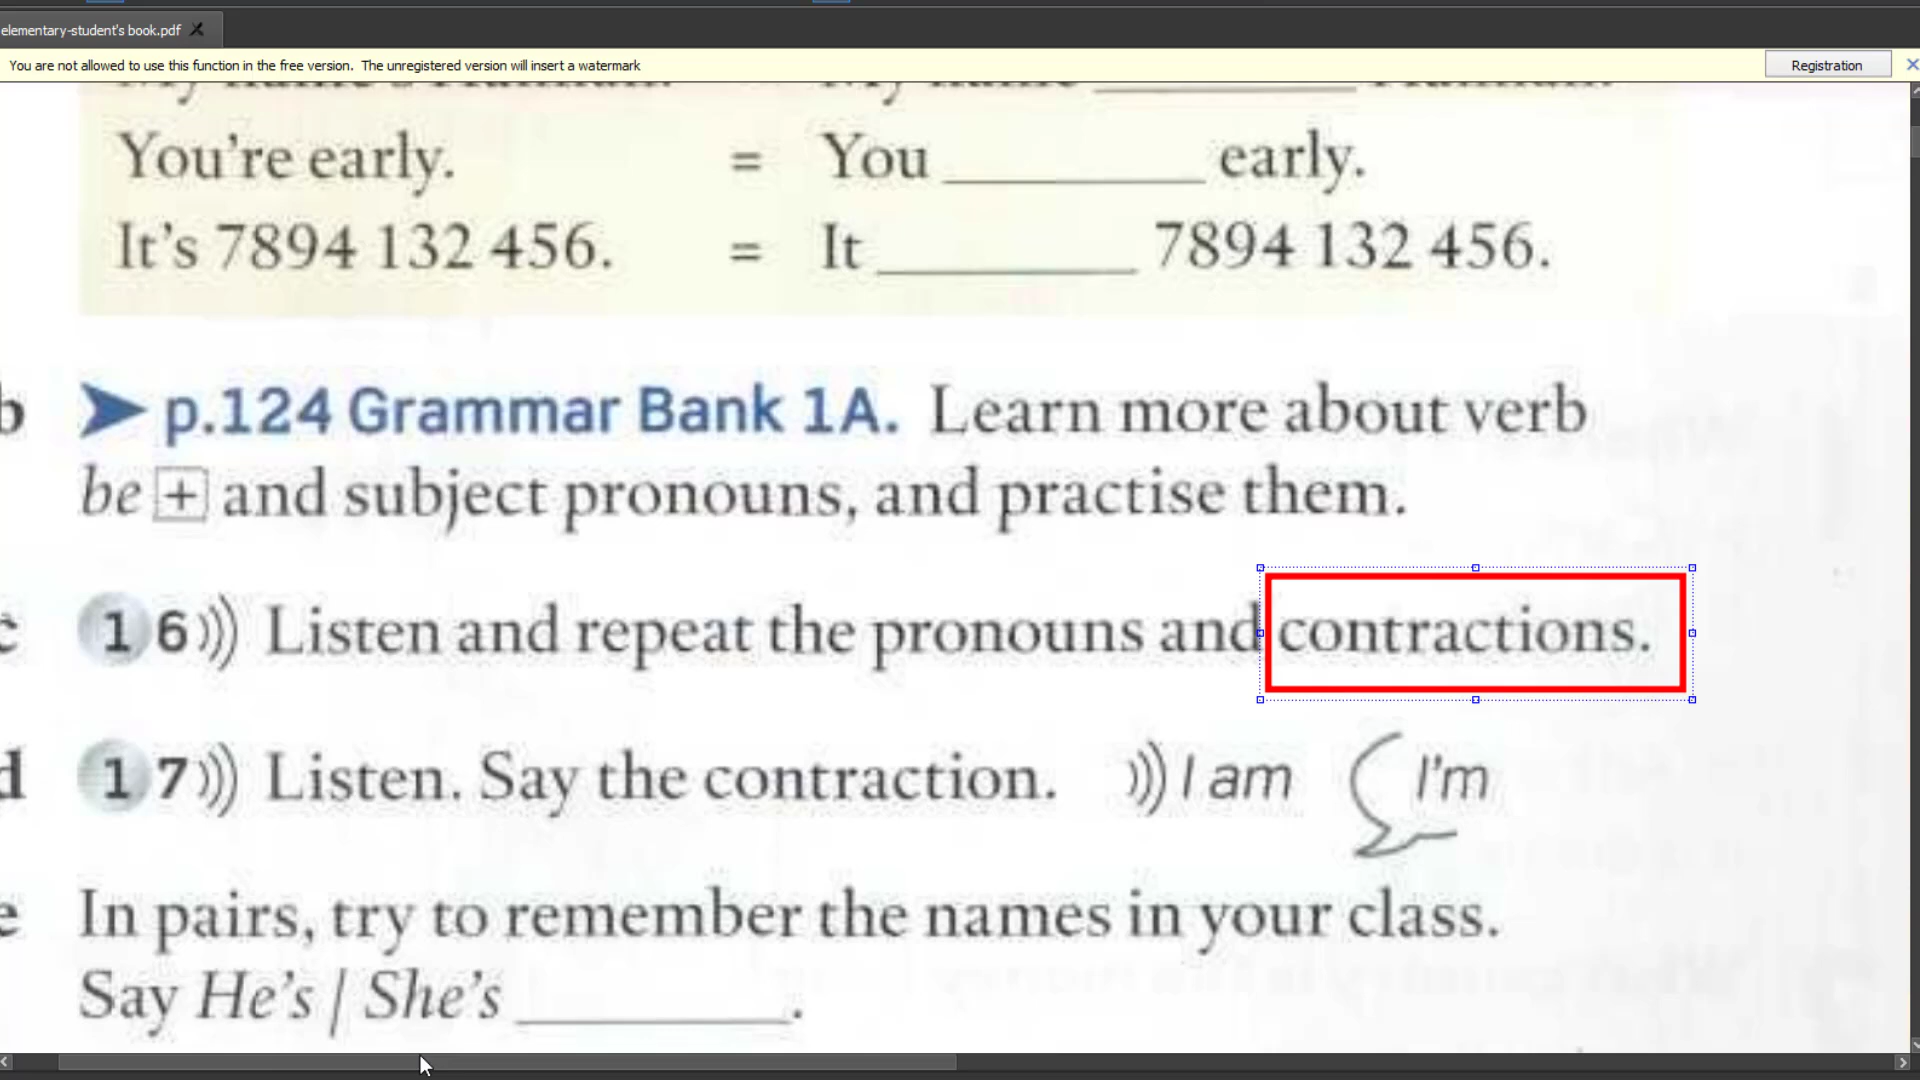 elementary-student's book.pdf
You are not allowed to use this function in the free version. The unregistered version will insert a watermark
Registration
You're early. = You __________ early.
It's 7894 132 456. = It __________ 7894 132 456.
b p.124 Grammar Bank 1A. Learn more about verb
be + and subject pronouns, and practise them.
c 1 6))) Listen and repeat the pronouns and contractions.
d 1 7))) Listen. Say the contraction. ))) I am I'm
e In pairs, try to remember the names in your class.
Say He's / She's __________.